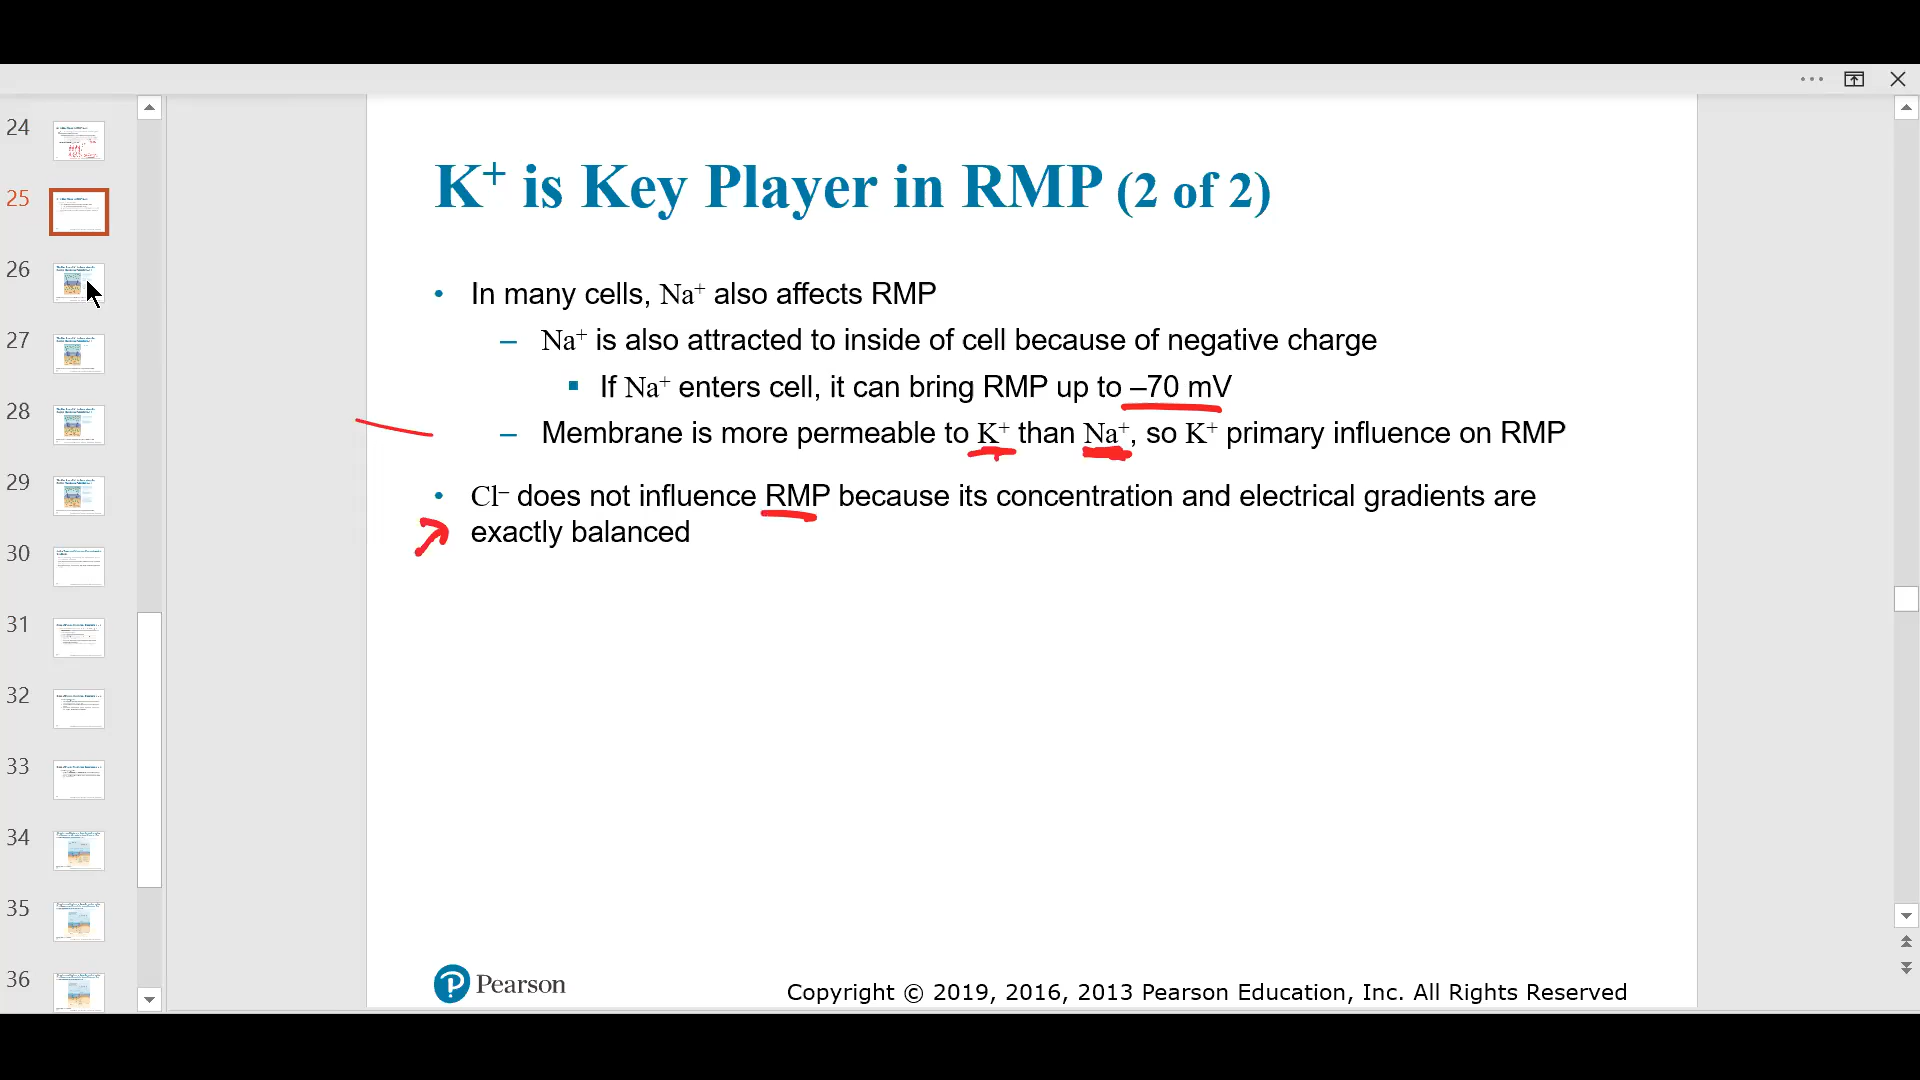 24
25
26
27
28
29
30
31
32
33
34
35
36
K⁺ is Key Player in RMP (2 of 2)
• In many cells, Na⁺ also affects RMP
– Na⁺ is also attracted to inside of cell because of negative charge
▪ If Na⁺ enters cell, it can bring RMP up to –70 mV
– Membrane is more permeable to K⁺ than Na⁺, so K⁺ primary influence on RMP
• Cl⁻ does not influence RMP because its concentration and electrical gradients are
exactly balanced
Pearson
Copyright © 2019, 2016, 2013 Pearson Education, Inc. All Rights Reserved